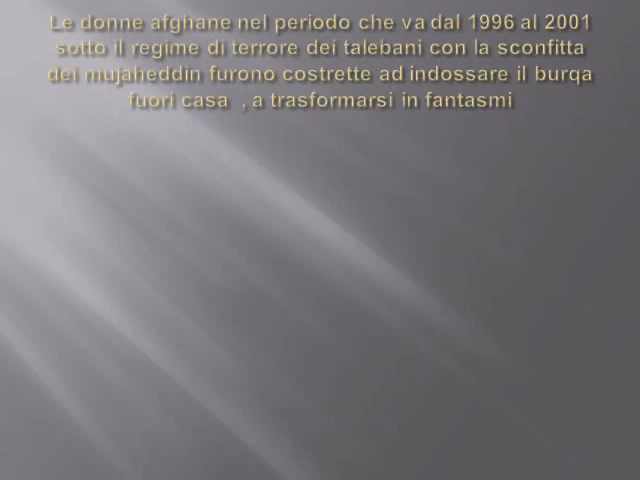 Le donne afghane nel periodo che va dal 1996 al 2001
sotto il regime di terrore dei talebani con la sconfitta
dei mujaheddin furono costrette ad indossare il burqa
fuori casa , a trasformarsi in fantasmi